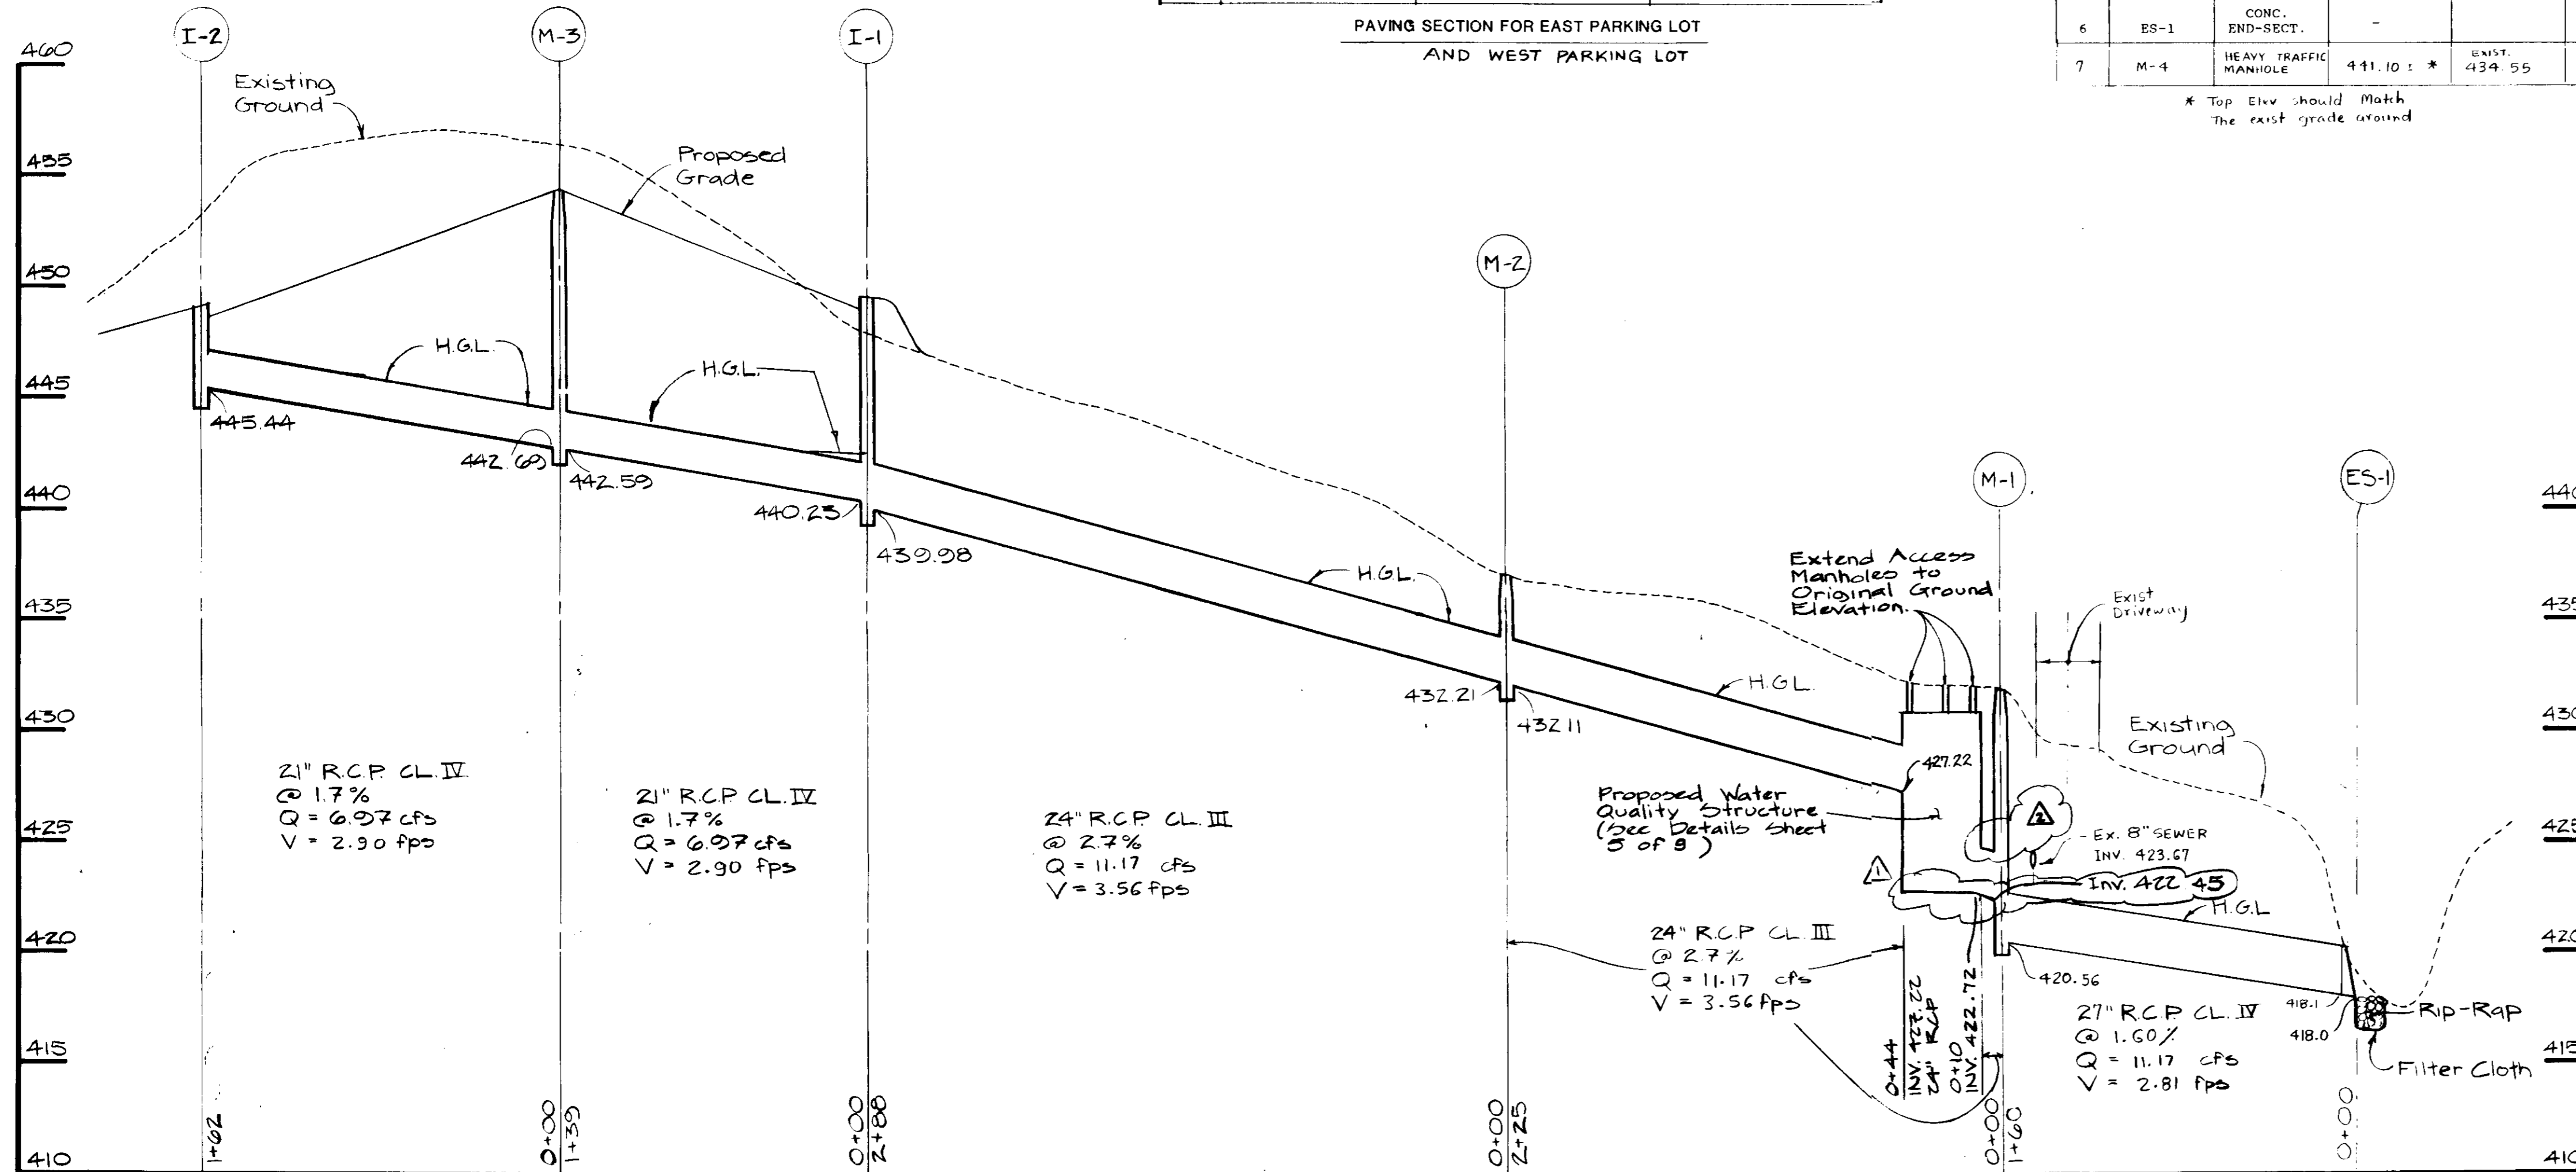 PAVING SECTION FOR EAST PARKING LOT
AND WEST PARKING LOT
6 ES-1 CONC. END-SECT. -
7 M-4 HEAVY TRAFFIC MANHOLE 441.10 ± * EXIST. 434.55
* Top Elev should Match
The exist grade around
I-2
M-3
I-1
M-2
M-1
ES-1
460
455
450
445
440
435
430
425
420
415
410
Existing
Ground
Proposed
Grade
H.G.L.
H.G.L.
445.44
442.69
442.59
440.23
439.98
H.G.L.
432.21
432.11
H.G.L.
Extend Access
Manholes to
Original Ground
Elevation.
Exist
Driveway
Existing
Ground
427.22
Proposed Water
Quality Structure
(See Details Sheet
5 of 9)
2
Ex. 8" SEWER
INV. 423.67
1
Inv. 422.45
H.G.L
420.56
418.1
418.0
Rip-Rap
Filter Cloth
21" R.C.P. CL. IV
@ 1.7%
Q = 6.97 cfs
V = 2.90 fps
21" R.C.P. CL. IV
@ 1.7%
Q = 6.97 cfs
V = 2.90 fps
24" R.C.P CL. III
@ 2.7%
Q = 11.17 cfs
V = 3.56 fps
24" R.C.P CL. III
@ 2.7%
Q = 11.17 cfs
V = 3.56 fps
27" R.C.P. CL. IV
@ 1.60%
Q = 11.17 cfs
V = 2.81 fps
1+62
0+00
1+39
0+00
2+88
0+00
2+25
0+44
INV. 427.22
24" RCP
0+10
INV. 422.72
0+00
1+60
0+00
440
435
430
425
420
415
410